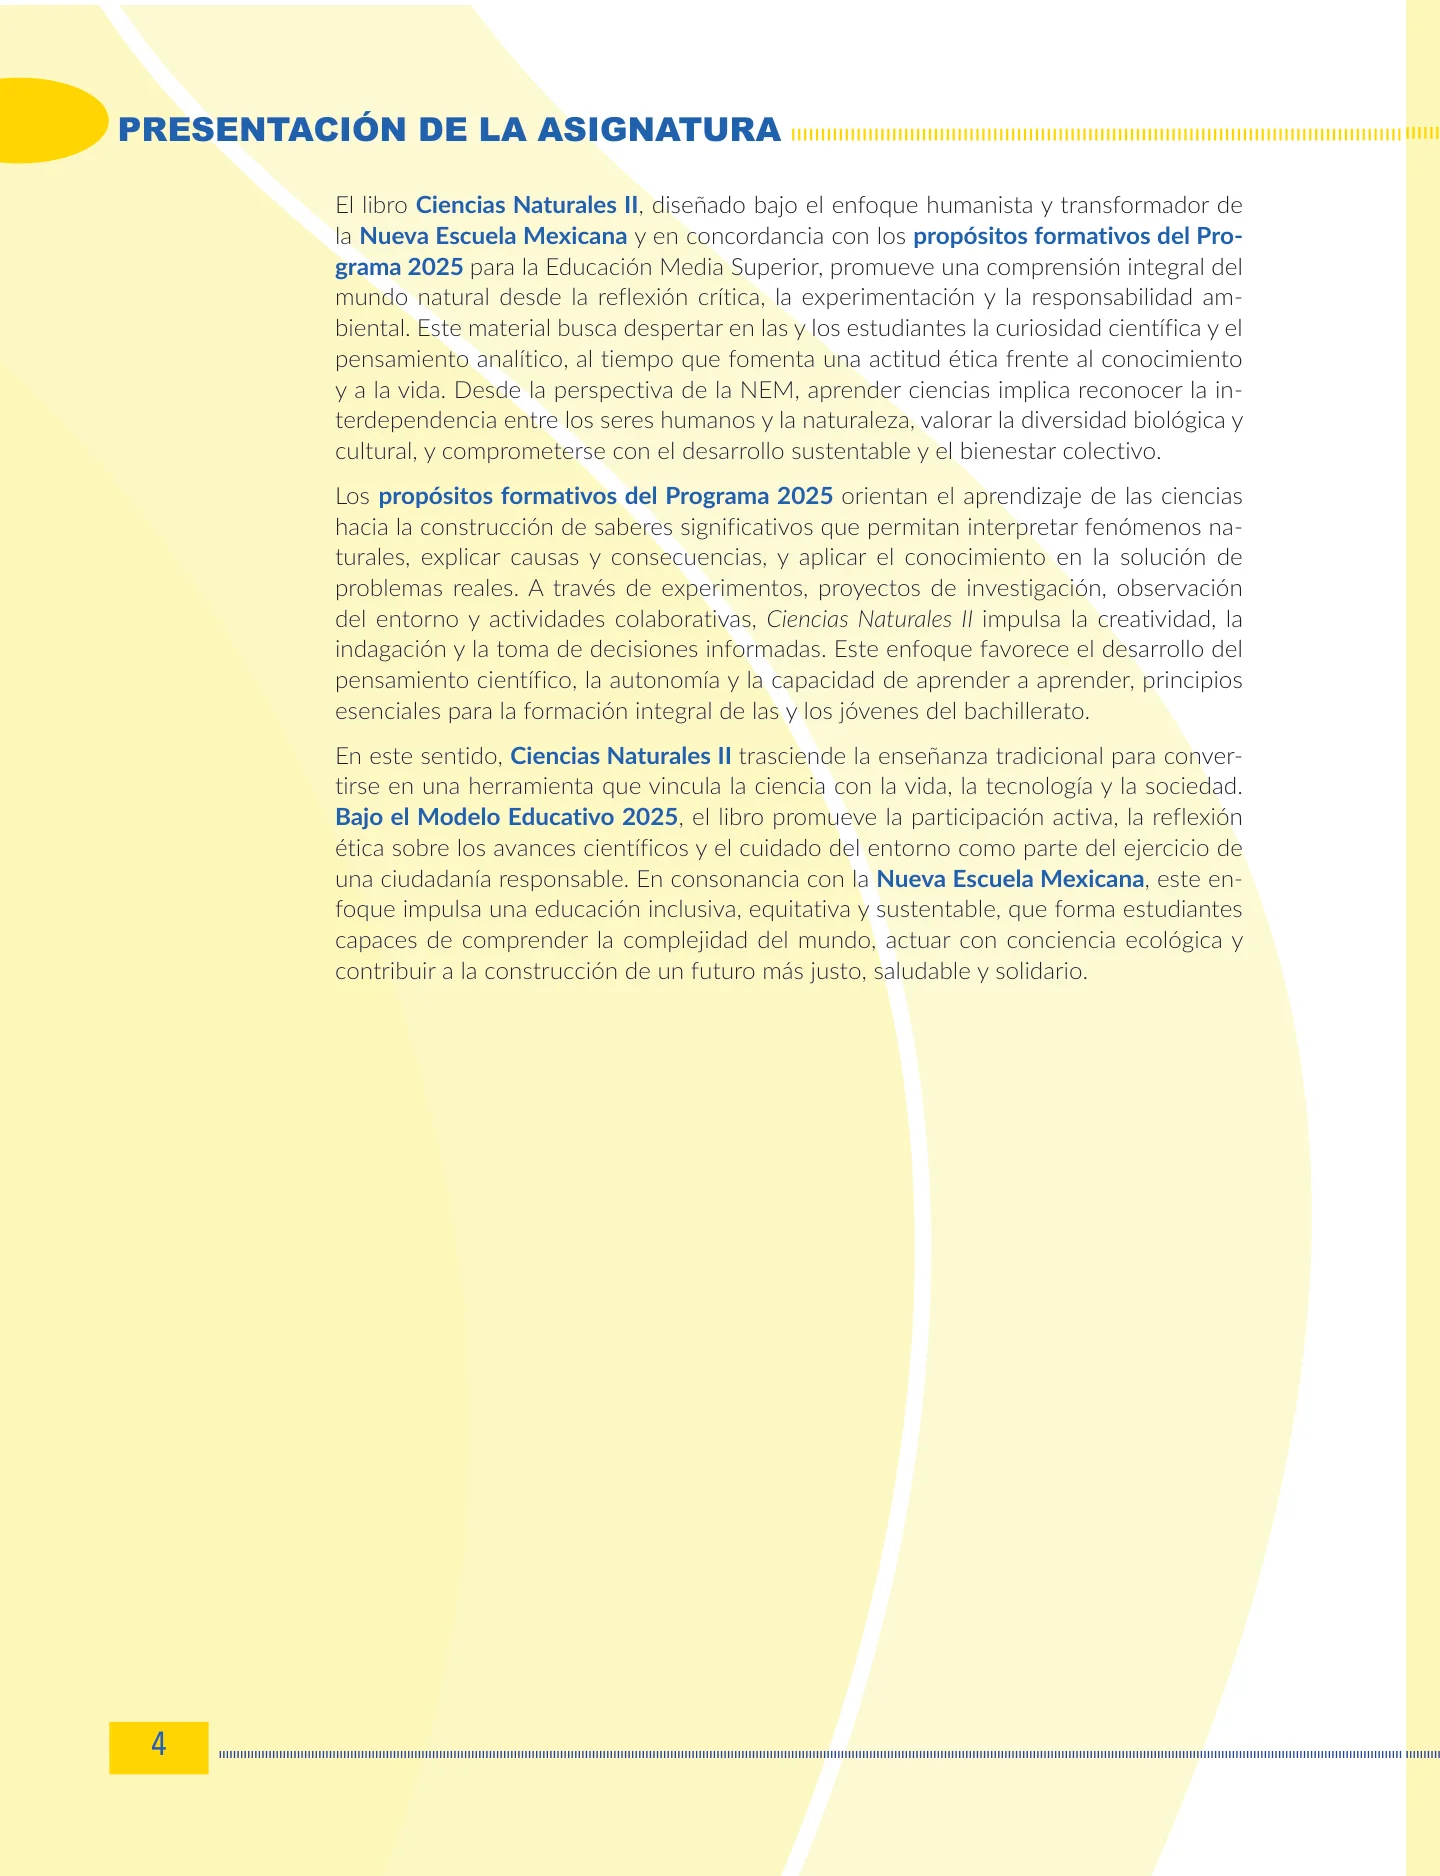 PRESENTACIÓN DE LA ASIGNATURA
El libro Ciencias Naturales II, diseñado bajo el enfoque humanista y transformador de
la Nueva Escuela Mexicana y en concordancia con los propósitos formativos del Pro-
grama 2025 para la Educación Media Superior, promueve una comprensión integral del
mundo natural desde la reflexión crítica, la experimentación y la responsabilidad am-
biental. Este material busca despertar en las y los estudiantes la curiosidad científica y el
pensamiento analítico, al tiempo que fomenta una actitud ética frente al conocimiento
y a la vida. Desde la perspectiva de la NEM, aprender ciencias implica reconocer la in-
terdependencia entre los seres humanos y la naturaleza, valorar la diversidad biológica y
cultural, y comprometerse con el desarrollo sustentable y el bienestar colectivo.
Los propósitos formativos del Programa 2025 orientan el aprendizaje de las ciencias
hacia la construcción de saberes significativos que permitan interpretar fenómenos na-
turales, explicar causas y consecuencias, y aplicar el conocimiento en la solución de
problemas reales. A través de experimentos, proyectos de investigación, observación
del entorno y actividades colaborativas, Ciencias Naturales II impulsa la creatividad, la
indagación y la toma de decisiones informadas. Este enfoque favorece el desarrollo del
pensamiento científico, la autonomía y la capacidad de aprender a aprender, principios
esenciales para la formación integral de las y los jóvenes del bachillerato.
En este sentido, Ciencias Naturales II trasciende la enseñanza tradicional para conver-
tirse en una herramienta que vincula la ciencia con la vida, la tecnología y la sociedad.
Bajo el Modelo Educativo 2025, el libro promueve la participación activa, la reflexión
ética sobre los avances científicos y el cuidado del entorno como parte del ejercicio de
una ciudadanía responsable. En consonancia con la Nueva Escuela Mexicana, este en-
foque impulsa una educación inclusiva, equitativa y sustentable, que forma estudiantes
capaces de comprender la complejidad del mundo, actuar con conciencia ecológica y
contribuir a la construcción de un futuro más justo, saludable y solidario.
4